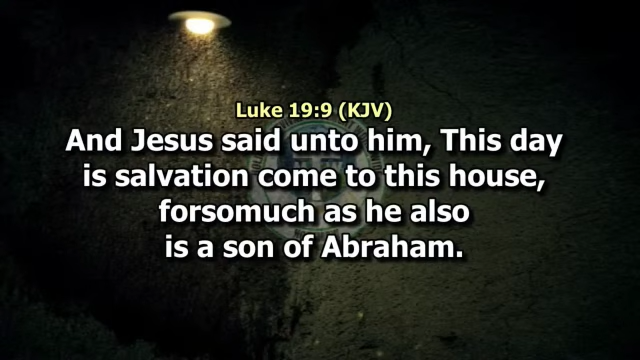 Luke 19:9 (KJV)
And Jesus said unto him, This day
is salvation come to this house,
forsomuch as he also
is a son of Abraham.